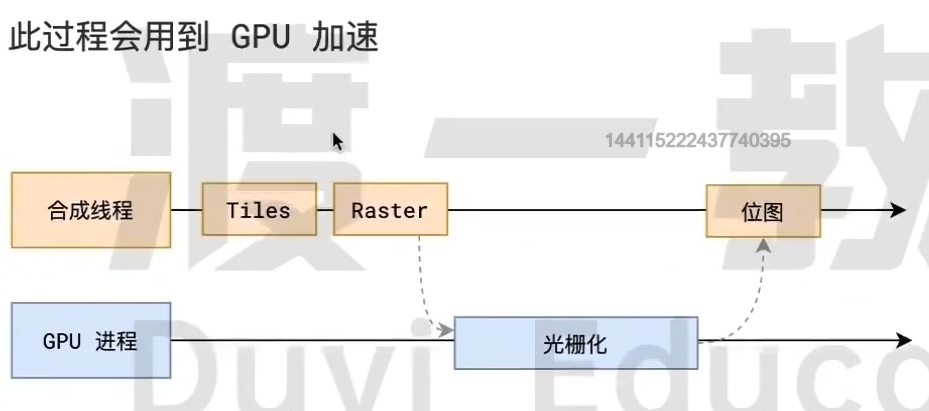 此过程会用到 GPU 加速
渡一教
144115222437740395
合成线程
Tiles
Raster
位图
GPU 进程
光栅化
Duyi Educa